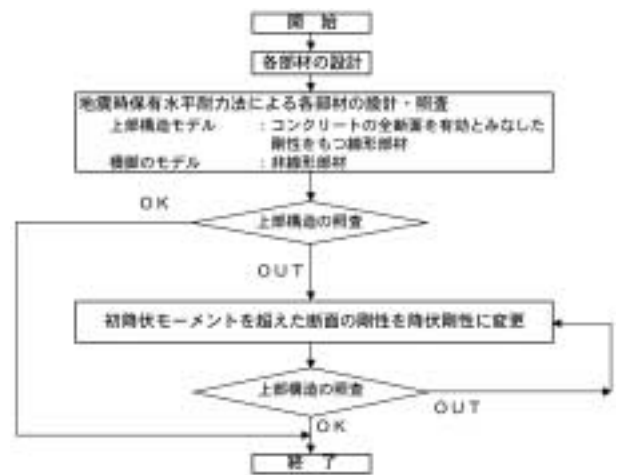 開 始
各部材の設計
地震時保有水平耐力法による各部材の設計・照査
上部構造モデル :コンクリートの全断面を有効とみなした
剛性をもつ線形部材
橋脚のモデル :非線形部材
OK
上部構造の照査
OUT
初降伏モーメントを超えた断面の剛性を降伏剛性に変更
上部構造の照査
OUT
OK
終 了